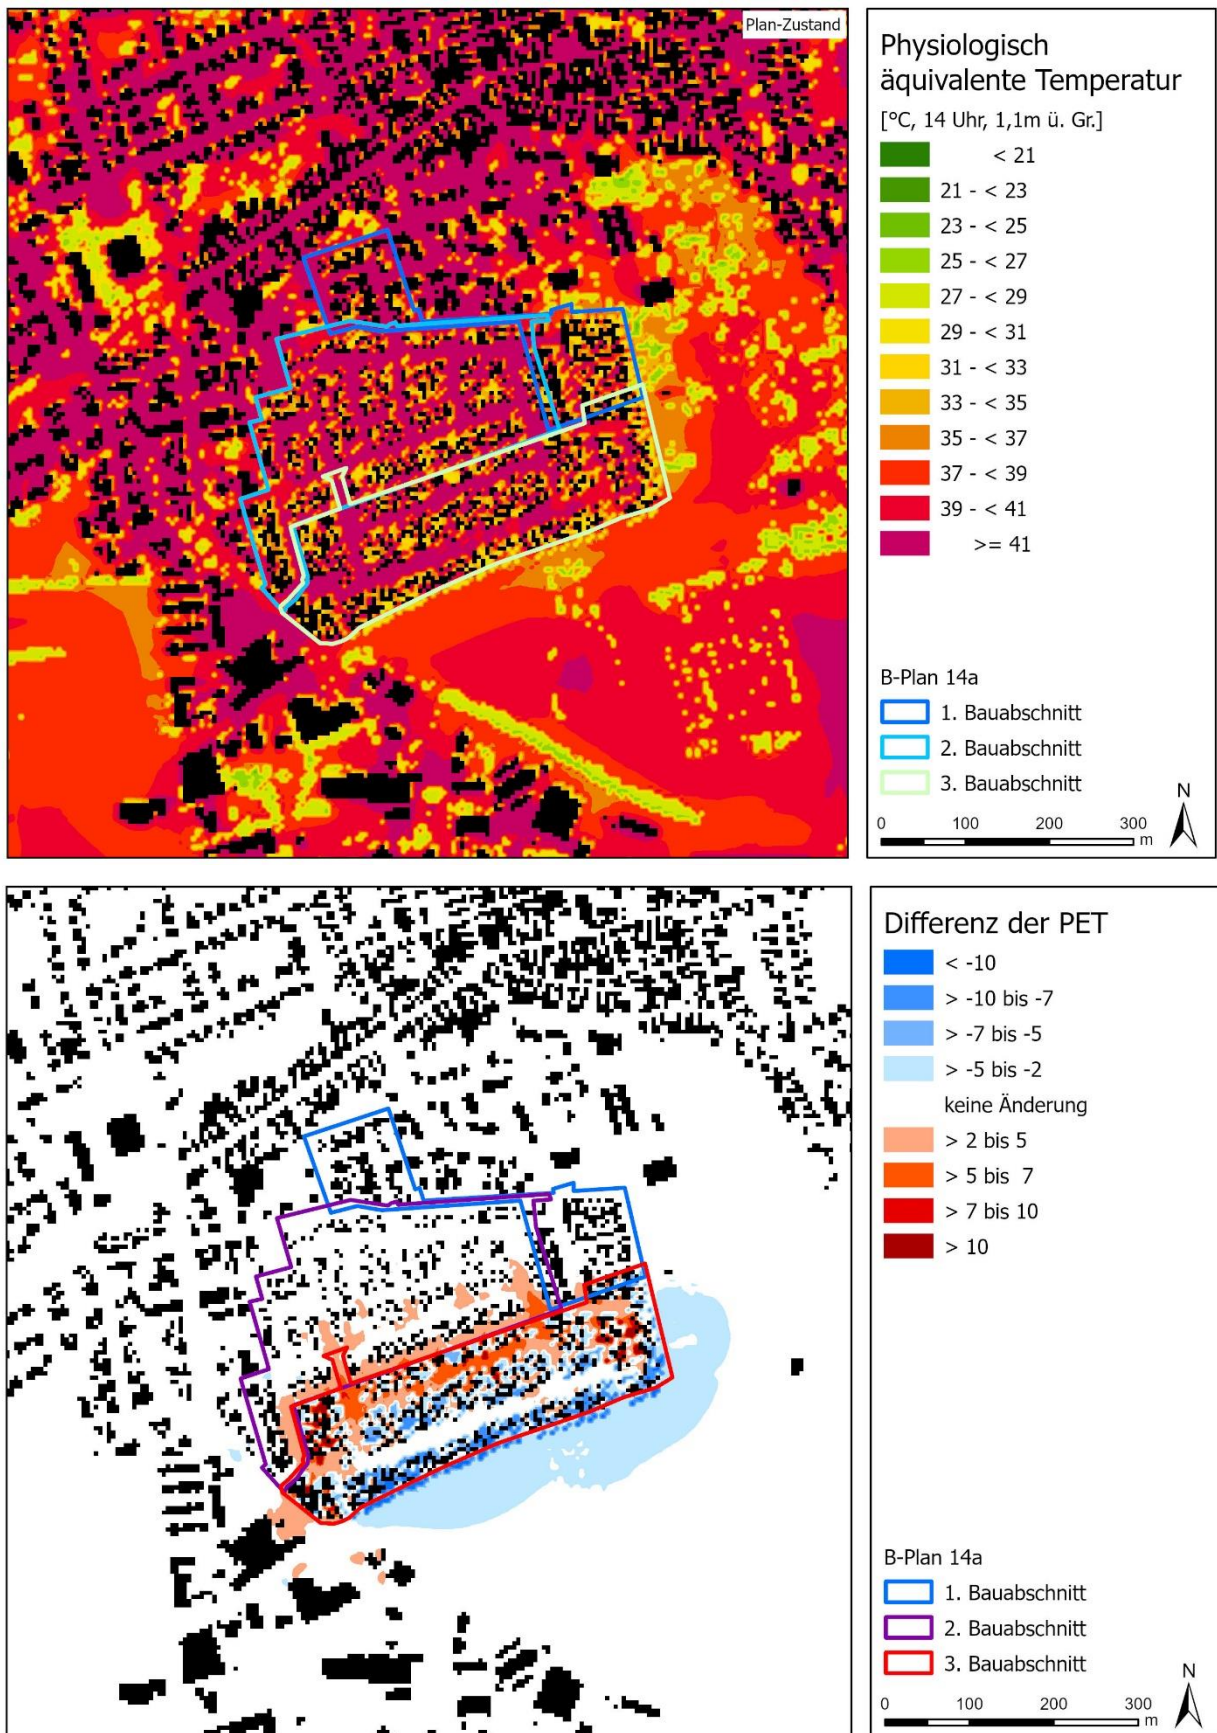 Plan-Zustand
Physiologisch
äquivalente Temperatur
[°C, 14 Uhr, 1,1m ü. Gr.]
< 21
21 - < 23
23 - < 25
25 - < 27
27 - < 29
29 - < 31
31 - < 33
33 - < 35
35 - < 37
37 - < 39
39 - < 41
>= 41
B-Plan 14a
1. Bauabschnitt
2. Bauabschnitt
3. Bauabschnitt
N
0 100 200 300
m
Differenz der PET
< -10
> -10 bis -7
> -7 bis -5
> -5 bis -2
keine Änderung
> 2 bis 5
> 5 bis 7
> 7 bis 10
> 10
B-Plan 14a
1. Bauabschnitt
2. Bauabschnitt
3. Bauabschnitt
N
0 100 200 300
m